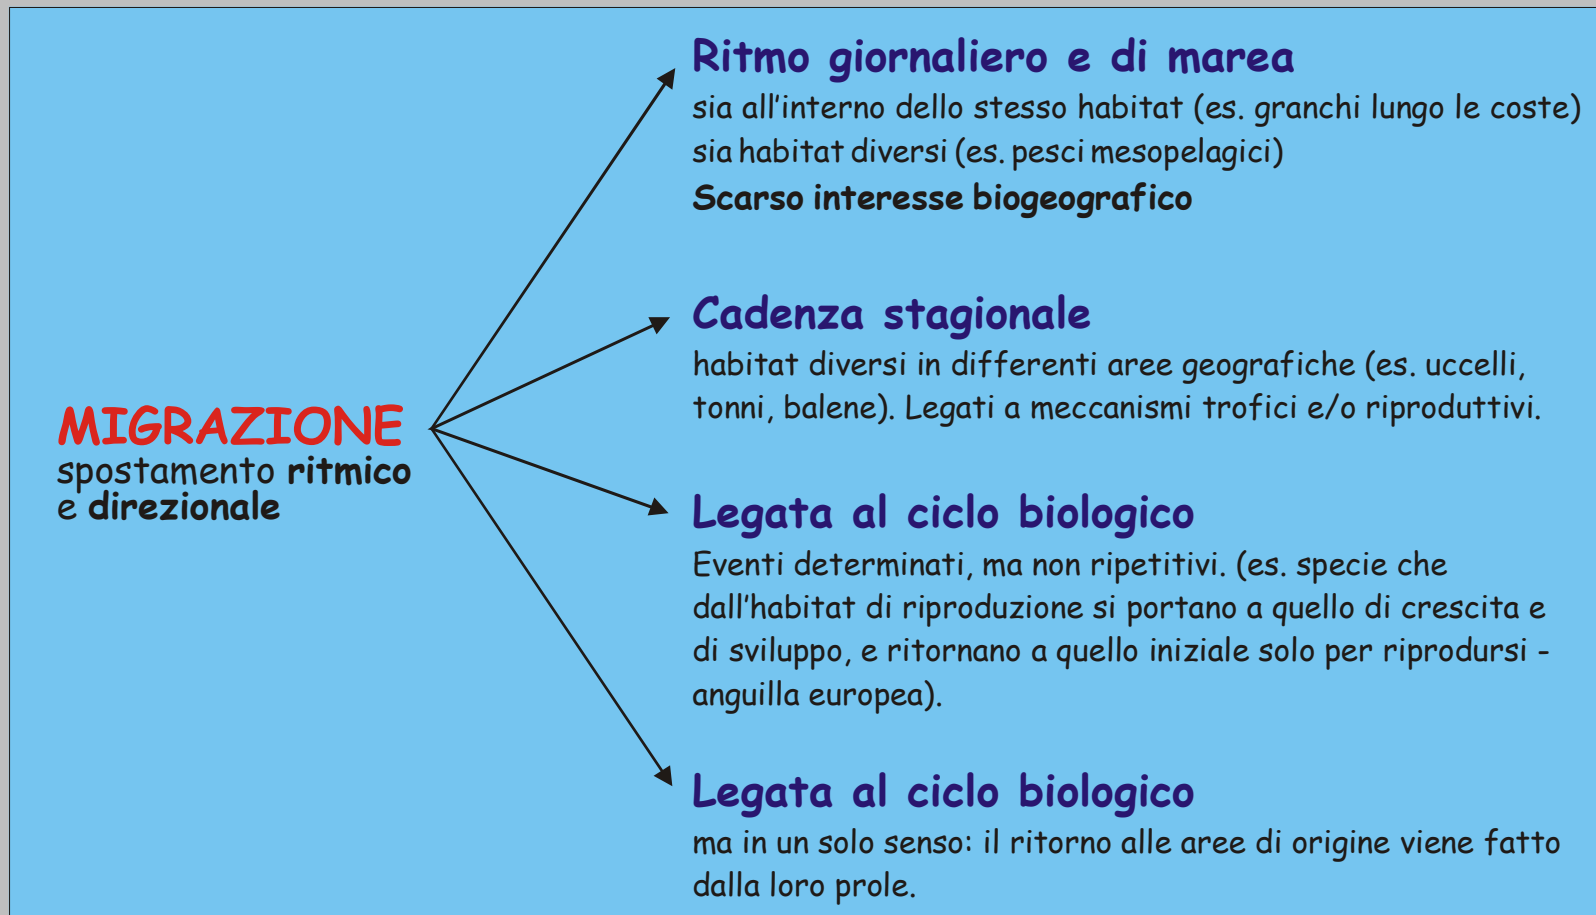 Ritmo giornaliero e di marea
sia all'interno dello stesso habitat (es. granchi lungo le coste)
sia habitat diversi (es. pesci mesopelagici)
Scarso interesse biogeografico
Cadenza stagionale
habitat diversi in differenti aree geografiche (es. uccelli,
tonni, balene). Legati a meccanismi trofici e/o riproduttivi.
MIGRAZIONE
spostamento ritmico
e direzionale
Legata al ciclo biologico
Eventi determinati, ma non ripetitivi. (es. specie che
dall'habitat di riproduzione si portano a quello di crescita e
di sviluppo, e ritornano a quello iniziale solo per riprodursi -
anguilla europea).
Legata al ciclo biologico
ma in un solo senso: il ritorno alle aree di origine viene fatto
dalla loro prole.